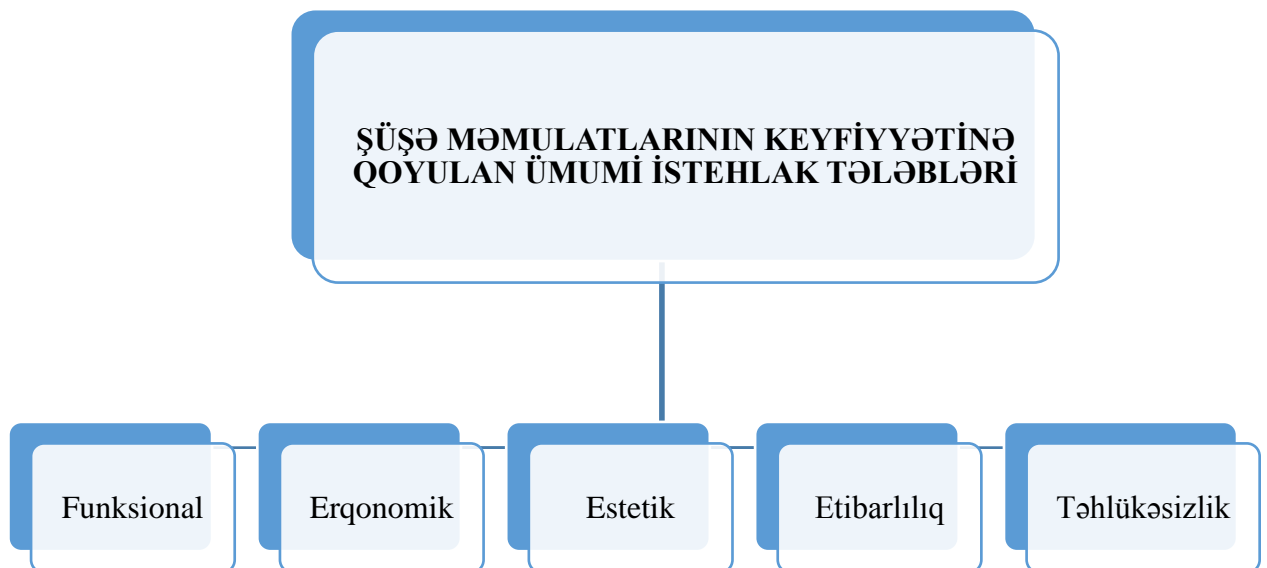 ŞÜŞƏ MƏMULATLARININ KEYFİYYƏTİNƏ
QOYULAN ÜMUMİ İSTEHLAK TƏLƏBLƏRİ
Funksional
Erqonomik
Estetik
Etibarlılıq
Təhlükəsizlik